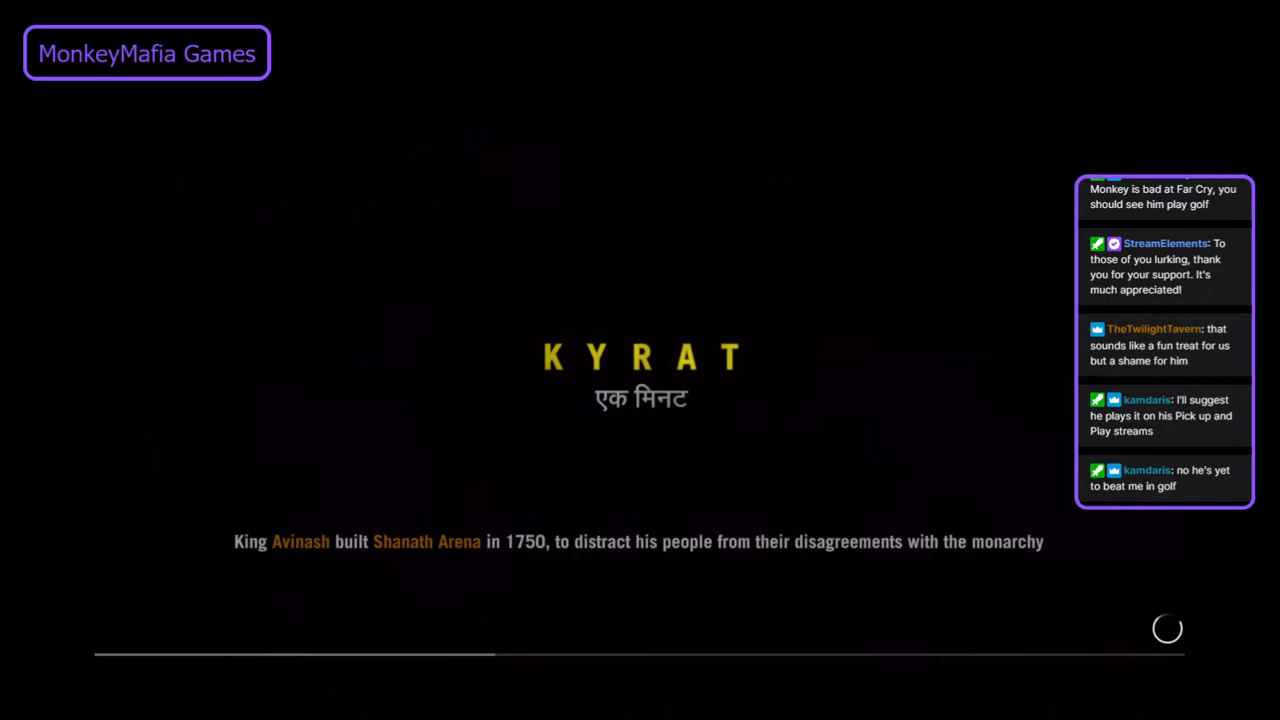 MonkeyMafia Games
Monkey is bad at Far Cry, you
should see him play golf
StreamElements: To
those of you lurking, thank
you for your support. It's
much appreciated!
TheTwilightTavern: that
sounds like a fun treat for us
but a shame for him
kamdaris: I'll suggest
he plays it on his Pick up and
Play streams
kamdaris: no he's yet
to beat me in golf
KYRAT
एक मिनट
King Avinash built Shanath Arena in 1750, to distract his people from their disagreements with the monarchy